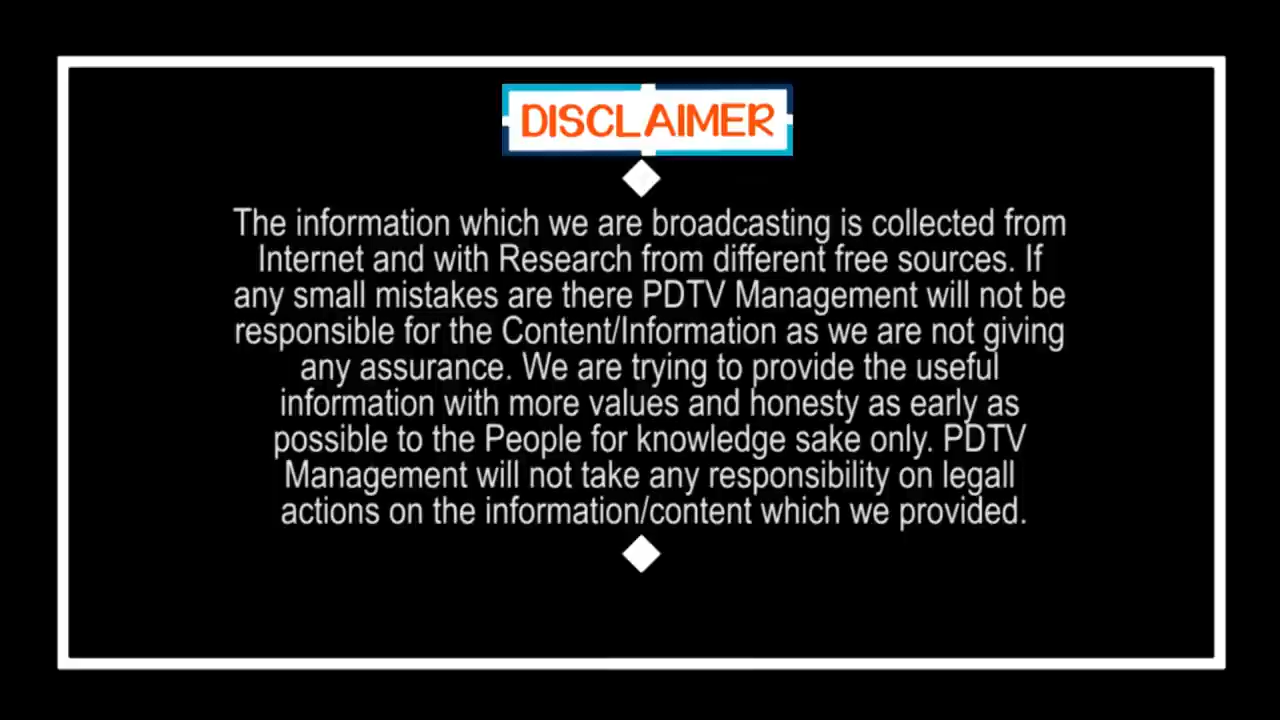 DISCLAIMER
The information which we are broadcasting is collected from
Internet and with Research from different free sources. If
any small mistakes are there PDTV Management will not be
responsible for the Content/Information as we are not giving
any assurance. We are trying to provide the useful
information with more values and honesty as early as
possible to the People for knowledge sake only. PDTV
Management will not take any responsibility on legall
actions on the information/content which we provided.